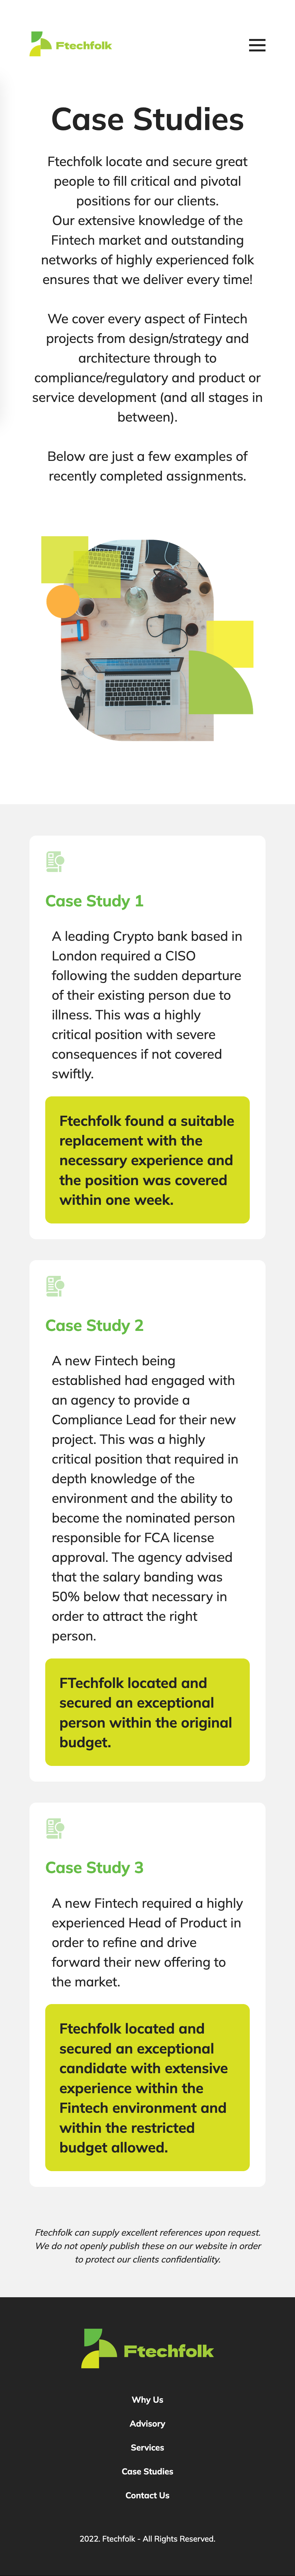 Ftechfolk
Case Studies
Ftechfolk locate and secure great
people to fill critical and pivotal
positions for our clients.
Our extensive knowledge of the
Fintech market and outstanding
networks of highly experienced folk
ensures that we deliver every time!
We cover every aspect of Fintech
projects from design/strategy and
architecture through to
compliance/regulatory and product or
service development (and all stages in
between).
Below are just a few examples of
recently completed assignments.
Case Study 1
A leading Crypto bank based in
London required a CISO
following the sudden departure
of their existing person due to
illness. This was a highly
critical position with severe
consequences if not covered
swiftly.
Ftechfolk found a suitable
replacement with the
necessary experience and
the position was covered
within one week.
Case Study 2
A new Fintech being
established had engaged with
an agency to provide a
Compliance Lead for their new
project. This was a highly
critical position that required in
depth knowledge of the
environment and the ability to
become the nominated person
responsible for FCA license
approval. The agency advised
that the salary banding was
50% below that necessary in
order to attract the right
person.
FTechfolk located and
secured an exceptional
person within the original
budget.
Case Study 3
A new Fintech required a highly
experienced Head of Product in
order to refine and drive
forward their new offering to
the market.
Ftechfolk located and
secured an exceptional
candidate with extensive
experience within the
Fintech environment and
within the restricted
budget allowed.
Ftechfolk can supply excellent references upon request.
We do not openly publish these on our website in order
to protect our clients confidentiality.
Ftechfolk
Why Us
Advisory
Services
Case Studies
Contact Us
2022. Ftechfolk - All Rights Reserved.